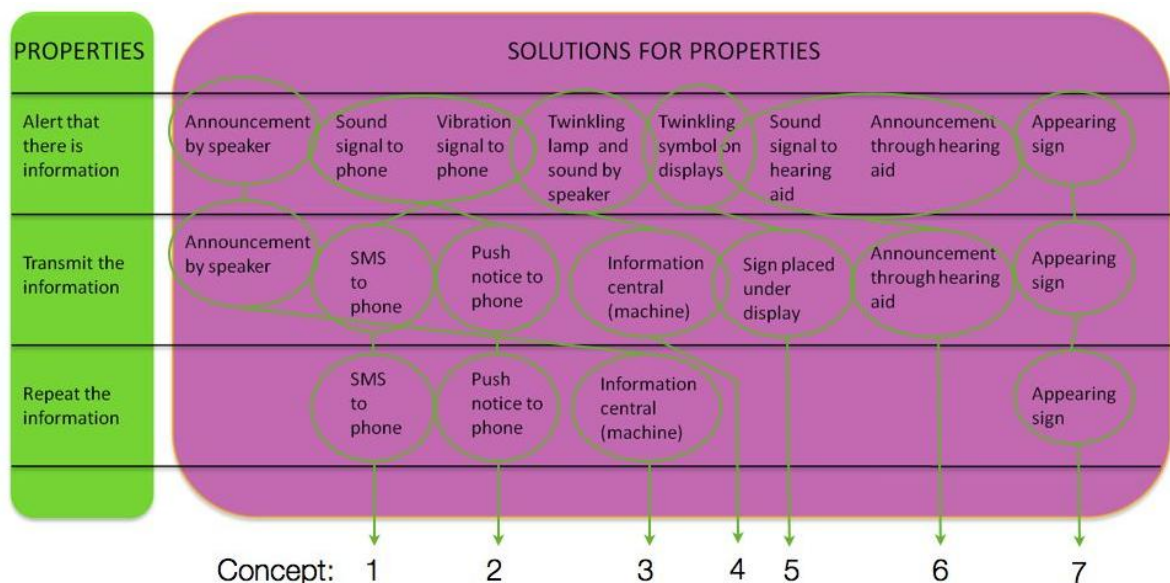 PROPERTIES
SOLUTIONS FOR PROPERTIES
Alert that
there is
information
Announcement
by speaker
Sound
signal to
phone
Vibration
signal to
phone
Twinkling
lamp and
sound by
speaker
Twinkling
symbol on
displays
Sound
signal to
hearing
aid
Announcement
through hearing
aid
Appearing
sign
Transmit the
information
Announcement
by speaker
SMS
to
phone
Push
notice to
phone
Information
central
(machine)
Sign placed
under
display
Announcement
through hearing
aid
Appearing
sign
Repeat the
information
SMS
to
phone
Push
notice to
phone
Information
central
(machine)
Appearing
sign
Concept: 1 2 3 4 5 6 7